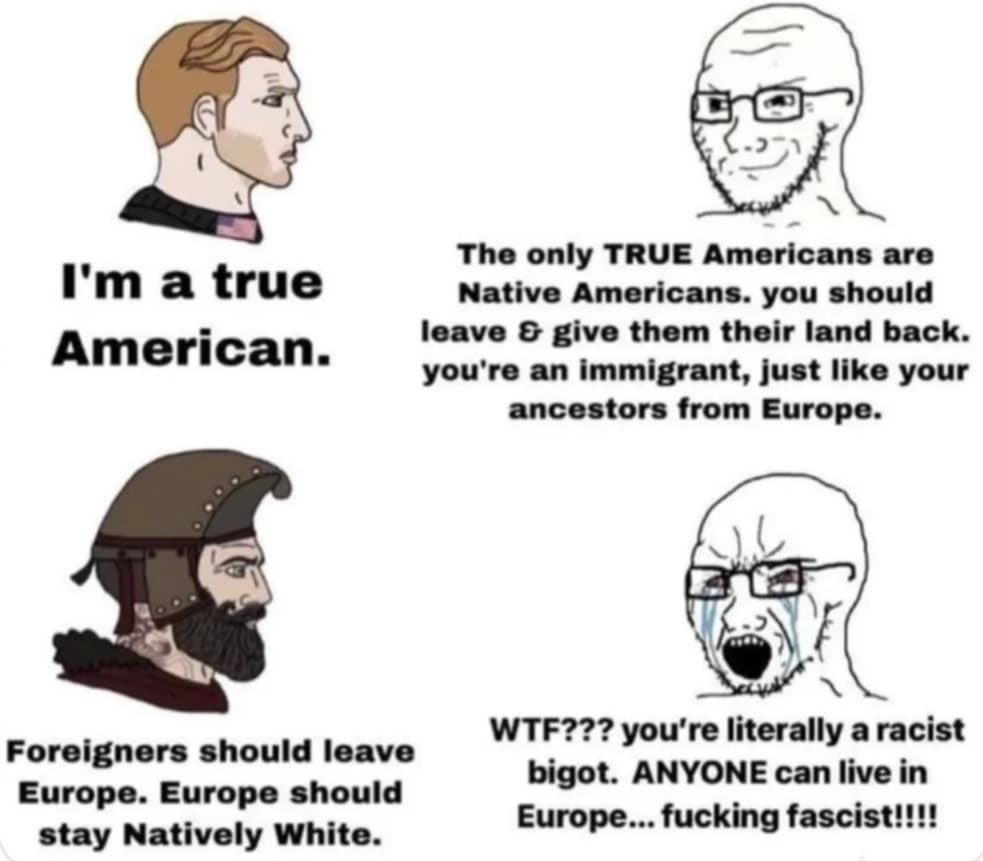 I'm a true
American.
The only TRUE Americans are
Native Americans. you should
leave & give them their land back.
you're an immigrant, just like your
ancestors from Europe.
Foreigners should leave
Europe. Europe should
stay Natively White.
WTF??? you're literally a racist
bigot. ANYONE can live in
Europe... fucking fascist!!!!